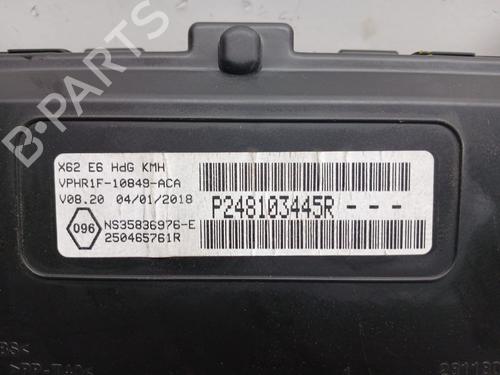 X62 E6 HdG KMH
VPHR1F-10849-ACA
V08.20 04/01/2018
P248103445R - - -
096
NS35836976-E
250465761R
B-PARTS